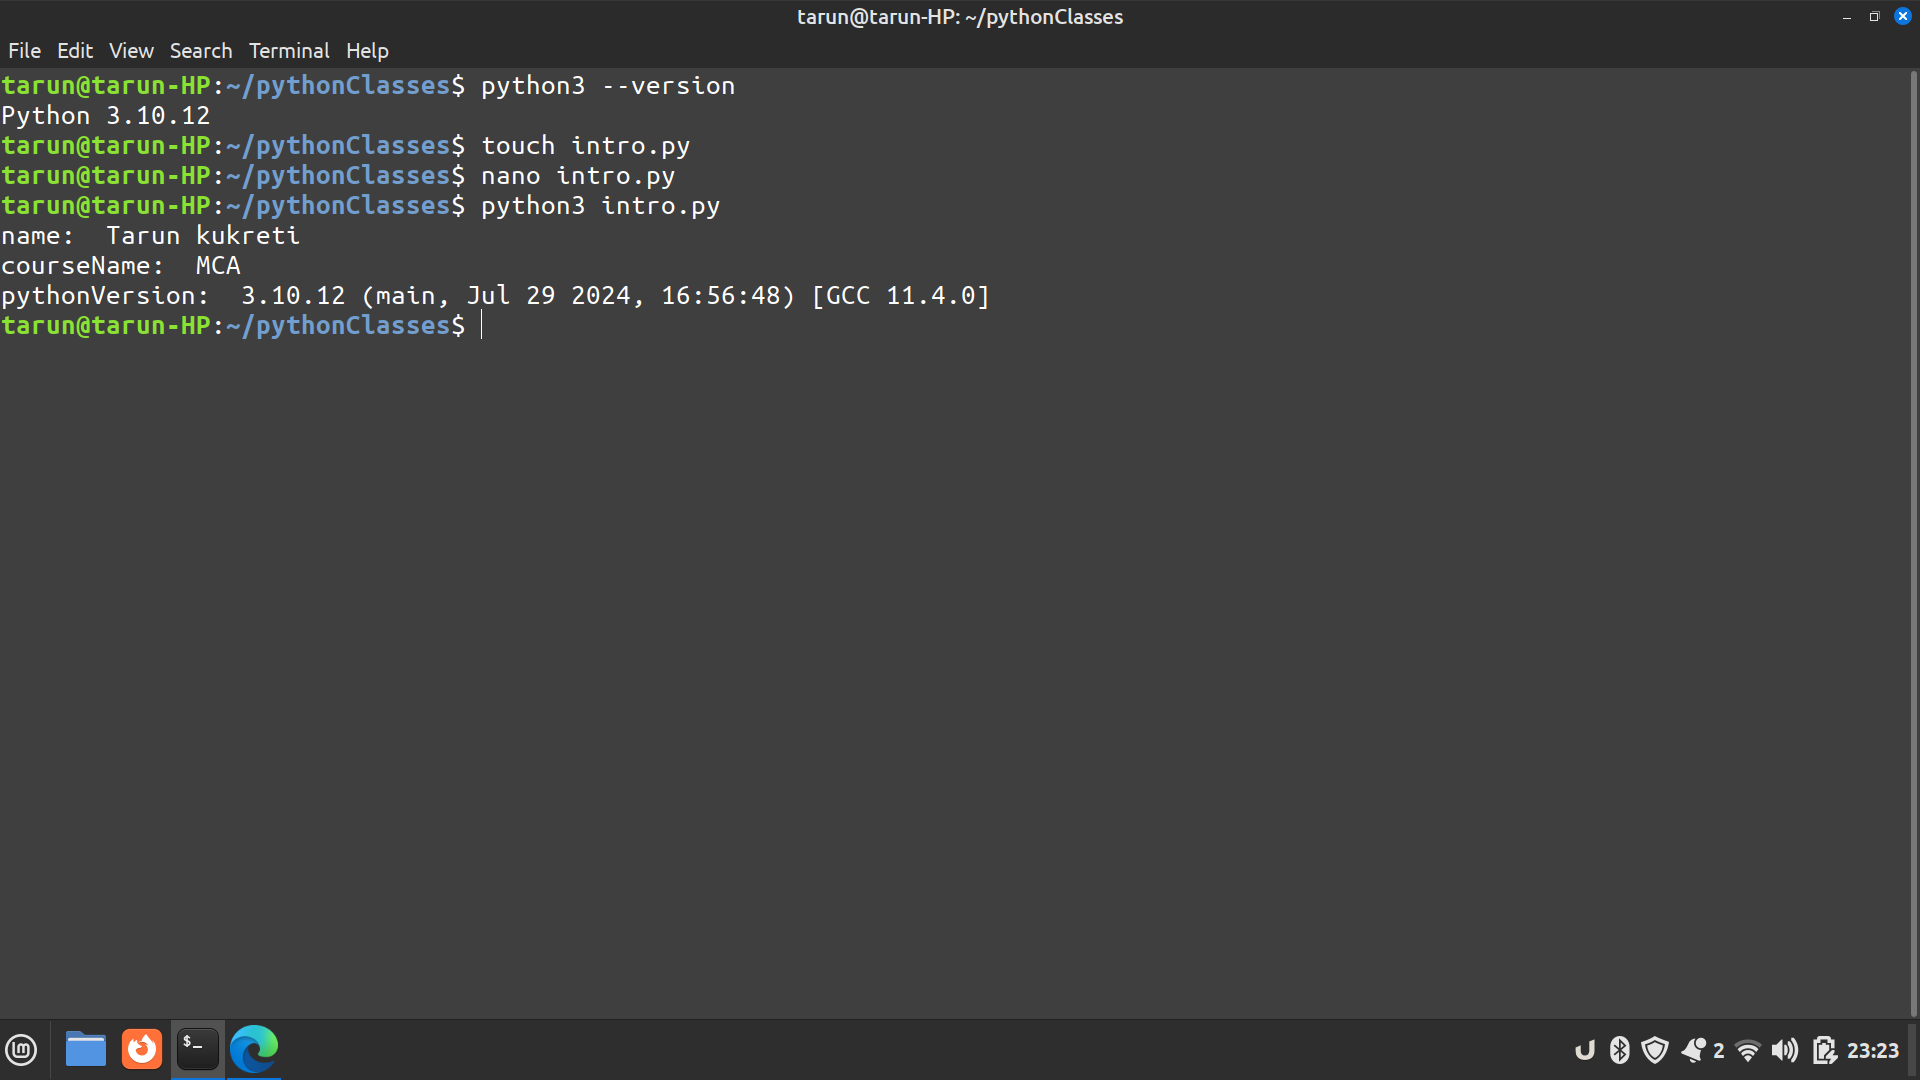 tarun@tarun-HP: ~/pythonClasses
File Edit View Search Terminal Help
tarun@tarun-HP:~/pythonClasses$ python3 --version
Python 3.10.12
tarun@tarun-HP:~/pythonClasses$ touch intro.py
tarun@tarun-HP:~/pythonClasses$ nano intro.py
tarun@tarun-HP:~/pythonClasses$ python3 intro.py
name:  Tarun kukreti
courseName:  MCA
pythonVersion:  3.10.12 (main, Jul 29 2024, 16:56:48) [GCC 11.4.0]
tarun@tarun-HP:~/pythonClasses$
$_ 2 23:23